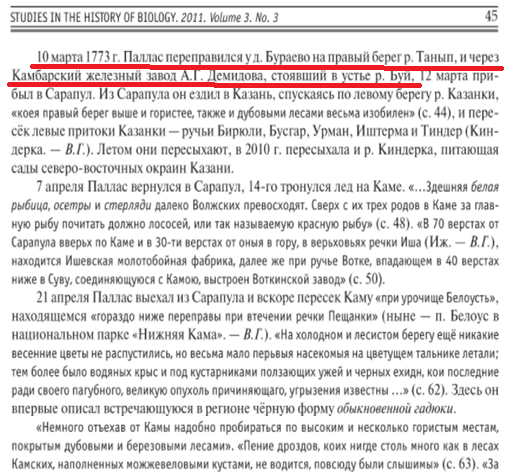 STUDIES IN THE HISTORY OF BIOLOGY. 2011. Volume 3. No. 3
45
10 марта 1773 г. Паллас переправился у д. Бураево на правый берег р. Танып, и через
Камбарский железный завод А.Г. Демидова, стоявший в устье р. Буй, 12 марта при-
был в Сарапул. Из Сарапула он ездил в Казань, спускаясь по левому берегу р. Казанки,
«коея правый берег выше и гористее, также и дубовыми лесами весьма изобилен» (с. 44), и пере-
сёк левые притоки Казанки — ручьи Бирюли, Бусгар, Урман, Иштерма и Тиндер (Кин-
дерка. — В.Г.). Летом они пересыхают, в 2010 г. пересыхала и р. Киндерка, питающая
сады северо-восточных окраин Казани.
7 апреля Паллас вернулся в Сарапул, 14-го тронулся лед на Каме. «...Здешняя белая
рыбица, осетры и стерляди далеко Волжских превосходят. Сверх с их трех родов в Каме за глав-
ную рыбу почитать должно лососей, или так называемую красную рыбу» (с. 48). «В 70 верстах от
Сарапула вверьх по Каме и в 30-ти верстах от оныя в гору, в верьховьях речки Иша (Иж. — В.Г.),
находится Ишевская молотобойная фабрика, далее же при ручье Вотке, впадающем в 40 верстах
ниже в Суву, соединяющуюся с Камою, выстроен Воткинской завод» (с. 50).
21 апреля Паллас выехал из Сарапула и вскоре пересек Каму «при урочище Белоусть»,
находящемся «гораздо ниже переправы при втечении речки Пещанки» (ныне — п. Белоус в
национальном парке «Нижняя Кама». — В.Г.). «На холодном и лесистом берегу ещё никакие
весенние цветы не распустились, но весьма мало перьвыя насекомыя на цветущем тальнике летали;
тем более было водяных крыс и под кустарниками ползающих ужей и черных ехидн, кои последние
ради своего пагубного, великую опухоль причиняющаго, угрызения известны ...» (с. 62). Здесь он
впервые описал встречающуюся в регионе чёрную форму обыкновенной гадюки.
«Немного отъехав от Камы надобно пробираться по высоким и несколько гористым местам,
покрытым дубовыми и березовыми лесами». «Пение дроздов, коих нигде столь много как в лесах
Камских, наполненных можжевеловыми кустами, не водится, повсюду были слышимы» (с. 63). «За